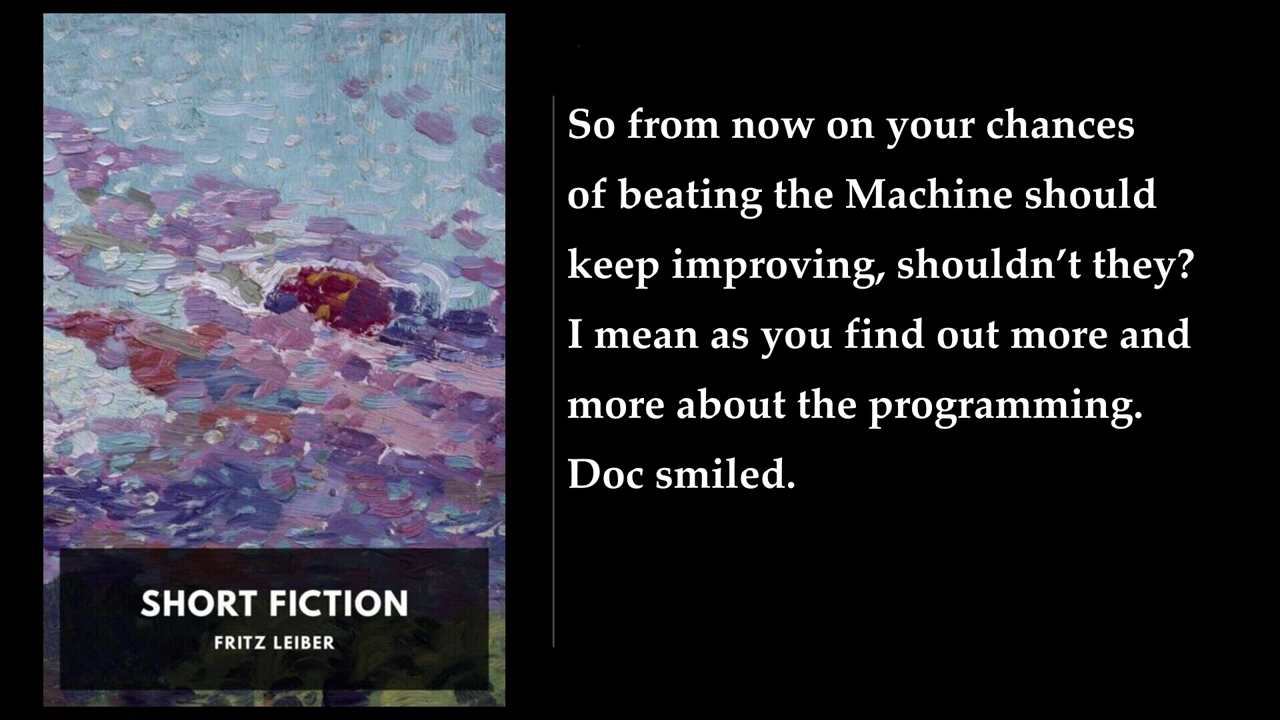 So from now on your chances
of beating the Machine should
keep improving, shouldn’t they?
I mean as you find out more and
more about the programming.
Doc smiled.
SHORT FICTION
FRITZ LEIBER